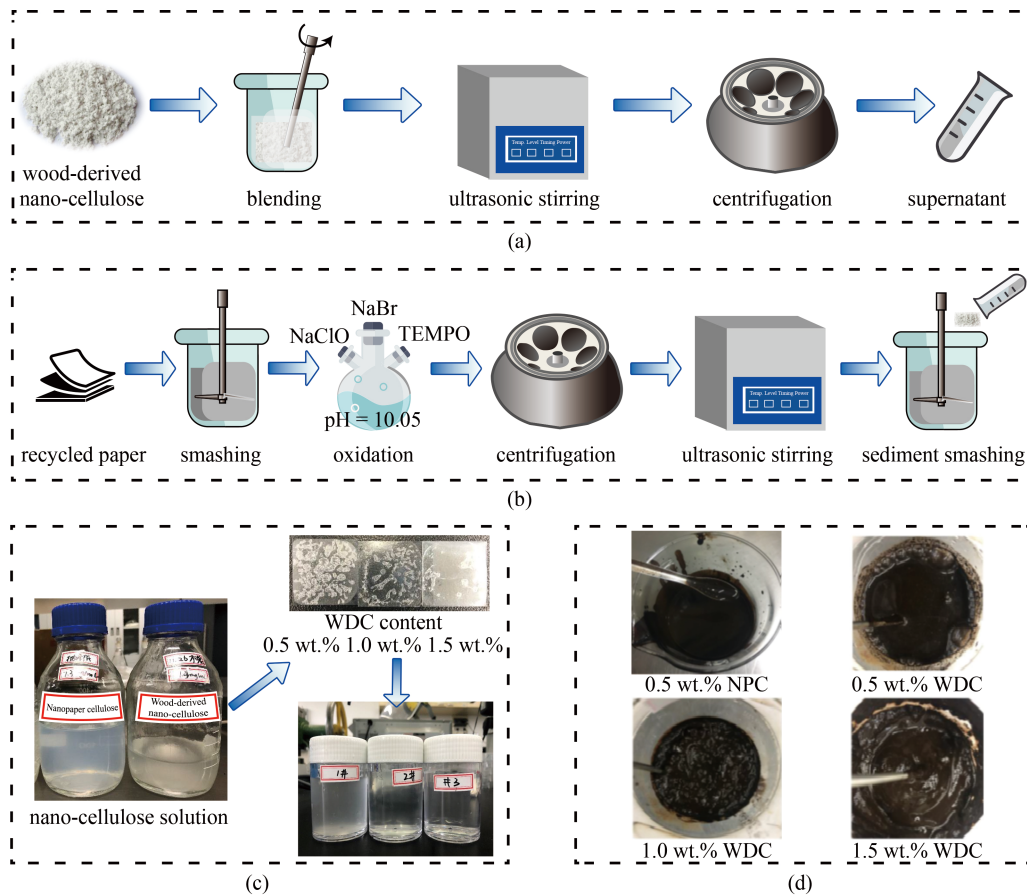 wood-derived
nano-cellulose
blending
Temp. Level Timing Power
ultrasonic stirring
centrifugation
supernatant
(a)
NaClO
NaBr
TEMPO
pH = 10.05
Temp. Level Timing Power
recycled paper
smashing
oxidation
centrifugation
ultrasonic stirring
sediment smashing
(b)
Nanopaper cellulose
Wood-derived
nano-cellulose
nano-cellulose solution
WDC content
0.5 wt.% 1.0 wt.% 1.5 wt.%
1#
2#
#3
(c)
0.5 wt.% NPC
0.5 wt.% WDC
1.0 wt.% WDC
1.5 wt.% WDC
(d)